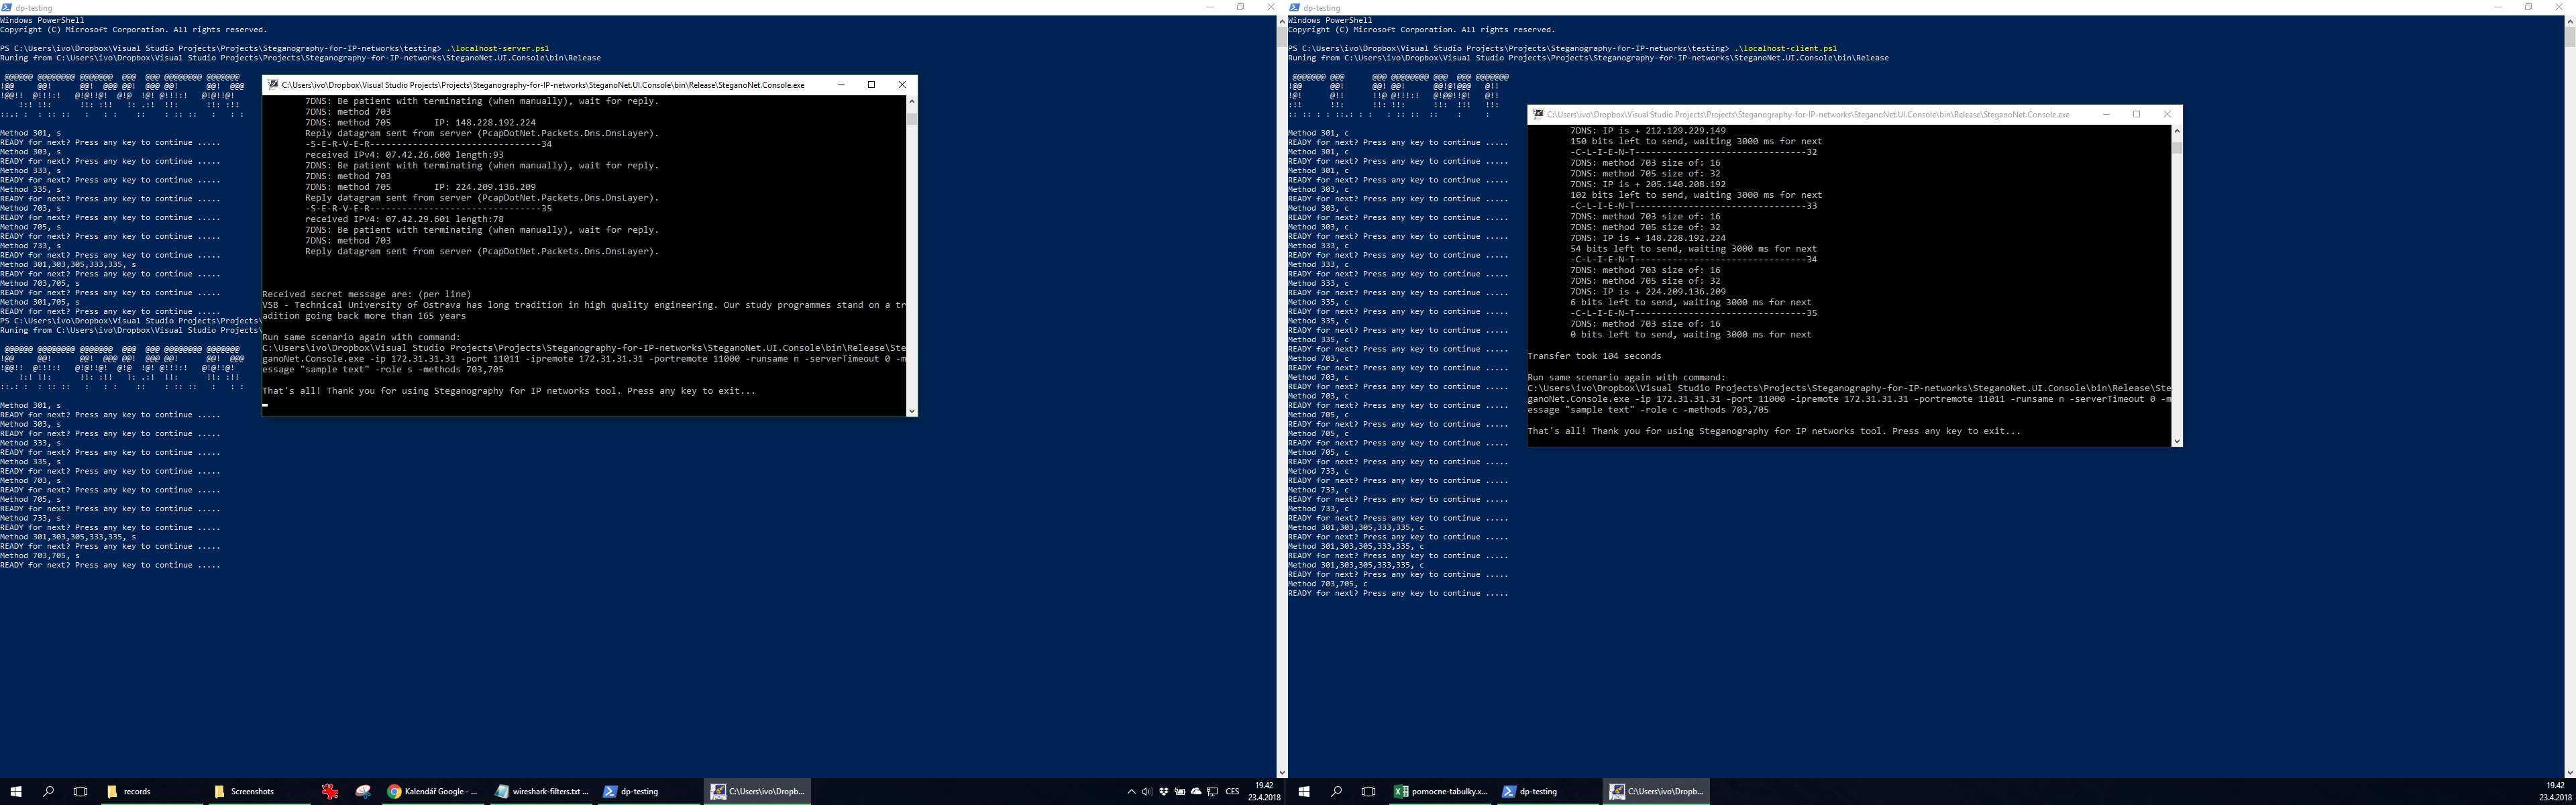 dp-testing
Windows PowerShell
Copyright (C) Microsoft Corporation. All rights reserved.
PS C:\Users\ivo\Dropbox\Visual Studio Projects\Projects\Steganography-for-IP-networks\testing> .\localhost-server.ps1
Runing from C:\Users\ivo\Dropbox\Visual Studio Projects\Projects\Steganography-for-IP-networks\SteganoNet.UI.Console\bin\Release
Method 301, s
READY for next? Press any key to continue .....
Method 303, s
READY for next? Press any key to continue .....
Method 333, s
READY for next? Press any key to continue .....
Method 335, s
READY for next? Press any key to continue .....
Method 703, s
READY for next? Press any key to continue .....
Method 705, s
READY for next? Press any key to continue .....
Method 733, s
READY for next? Press any key to continue .....
Method 301,303,305,333,335, s
READY for next? Press any key to continue .....
Method 703,705, s
READY for next? Press any key to continue .....
Method 301,705, s
READY for next? Press any key to continue .....
PS C:\Users\ivo\Dropbox\Visual Studio Projects\Projects\
Runing from C:\Users\ivo\Dropbox\Visual Studio Projects\
Method 301, s
READY for next? Press any key to continue .....
Method 303, s
READY for next? Press any key to continue .....
Method 333, s
READY for next? Press any key to continue .....
Method 335, s
READY for next? Press any key to continue .....
Method 703, s
READY for next? Press any key to continue .....
Method 705, s
READY for next? Press any key to continue .....
Method 733, s
READY for next? Press any key to continue .....
Method 301,303,305,333,335, s
READY for next? Press any key to continue .....
Method 703,705, s
READY for next? Press any key to continue .....
C:\Users\ivo\Dropbox\Visual Studio Projects\Projects\Steganography-for-IP-networks\SteganoNet.UI.Console\bin\Release\SteganoNet.Console.exe
7DNS: Be patient with terminating (when manually), wait for reply.
7DNS: method 703
7DNS: method 705 IP: 148.228.192.224
Reply datagram sent from server (PcapDotNet.Packets.Dns.DnsLayer).
-S-E-R-V-E-R--------------------------------34
received IPv4: 07.42.26.600 length:93
7DNS: Be patient with terminating (when manually), wait for reply.
7DNS: method 703
7DNS: method 705 IP: 224.209.136.209
Reply datagram sent from server (PcapDotNet.Packets.Dns.DnsLayer).
-S-E-R-V-E-R--------------------------------35
received IPv4: 07.42.29.601 length:78
7DNS: Be patient with terminating (when manually), wait for reply.
7DNS: method 703
Reply datagram sent from server (PcapDotNet.Packets.Dns.DnsLayer).
Received secret message are: (per line)
VSB - Technical University of Ostrava has long tradition in high quality engineering. Our study programmes stand on a tr
adition going back more than 165 years
Run same scenario again with command:
C:\Users\ivo\Dropbox\Visual Studio Projects\Projects\Steganography-for-IP-networks\SteganoNet.UI.Console\bin\Release\Ste
ganoNet.Console.exe -ip 172.31.31.31 -port 11011 -ipremote 172.31.31.31 -portremote 11000 -runsame n -serverTimeout 0 -m
essage "sample text" -role s -methods 703,705
That's all! Thank you for using Steganography for IP networks tool. Press any key to exit...
records
Screenshots
Kalendář Google - ...
wireshark-filters.txt ...
dp-testing
C:\Users\ivo\Dropb...
CES
19.42
23.4.2018
dp-testing
Windows PowerShell
Copyright (C) Microsoft Corporation. All rights reserved.
PS C:\Users\ivo\Dropbox\Visual Studio Projects\Projects\Steganography-for-IP-networks\testing> .\localhost-client.ps1
Runing from C:\Users\ivo\Dropbox\Visual Studio Projects\Projects\Steganography-for-IP-networks\SteganoNet.UI.Console\bin\Release
Method 301, c
READY for next? Press any key to continue .....
Method 301, c
READY for next? Press any key to continue .....
Method 301, c
READY for next? Press any key to continue .....
Method 303, c
READY for next? Press any key to continue .....
Method 303, c
READY for next? Press any key to continue .....
Method 303, c
READY for next? Press any key to continue .....
Method 333, c
READY for next? Press any key to continue .....
Method 333, c
READY for next? Press any key to continue .....
Method 333, c
READY for next? Press any key to continue .....
Method 335, c
READY for next? Press any key to continue .....
Method 335, c
READY for next? Press any key to continue .....
Method 335, c
READY for next? Press any key to continue .....
Method 703, c
READY for next? Press any key to continue .....
Method 703, c
READY for next? Press any key to continue .....
Method 703, c
READY for next? Press any key to continue .....
Method 705, c
READY for next? Press any key to continue .....
Method 705, c
READY for next? Press any key to continue .....
Method 705, c
READY for next? Press any key to continue .....
Method 733, c
READY for next? Press any key to continue .....
Method 733, c
READY for next? Press any key to continue .....
Method 733, c
READY for next? Press any key to continue .....
Method 301,303,305,333,335, c
READY for next? Press any key to continue .....
Method 301,303,305,333,335, c
READY for next? Press any key to continue .....
Method 301,303,305,333,335, c
READY for next? Press any key to continue .....
Method 703,705, c
READY for next? Press any key to continue .....
C:\Users\ivo\Dropbox\Visual Studio Projects\Projects\Steganography-for-IP-networks\SteganoNet.UI.Console\bin\Release\SteganoNet.Console.exe
7DNS: IP is + 212.129.229.149
150 bits left to send, waiting 3000 ms for next
-C-L-I-E-N-T--------------------------------32
7DNS: method 703 size of: 16
7DNS: method 705 size of: 32
7DNS: IP is + 205.140.208.192
102 bits left to send, waiting 3000 ms for next
-C-L-I-E-N-T--------------------------------33
7DNS: method 703 size of: 16
7DNS: method 705 size of: 32
7DNS: IP is + 148.228.192.224
54 bits left to send, waiting 3000 ms for next
-C-L-I-E-N-T--------------------------------34
7DNS: method 703 size of: 16
7DNS: method 705 size of: 32
7DNS: IP is + 224.209.136.209
6 bits left to send, waiting 3000 ms for next
-C-L-I-E-N-T--------------------------------35
7DNS: method 703 size of: 16
0 bits left to send, waiting 3000 ms for next
Transfer took 104 seconds
Run same scenario again with command:
C:\Users\ivo\Dropbox\Visual Studio Projects\Projects\Steganography-for-IP-networks\SteganoNet.UI.Console\bin\Release\Ste
ganoNet.Console.exe -ip 172.31.31.31 -port 11000 -ipremote 172.31.31.31 -portremote 11011 -runsame n -serverTimeout 0 -m
essage "sample text" -role c -methods 703,705
That's all! Thank you for using Steganography for IP networks tool. Press any key to exit...
pomocne-tabulky.x...
dp-testing
C:\Users\ivo\Dropb...
19.42
23.4.2018